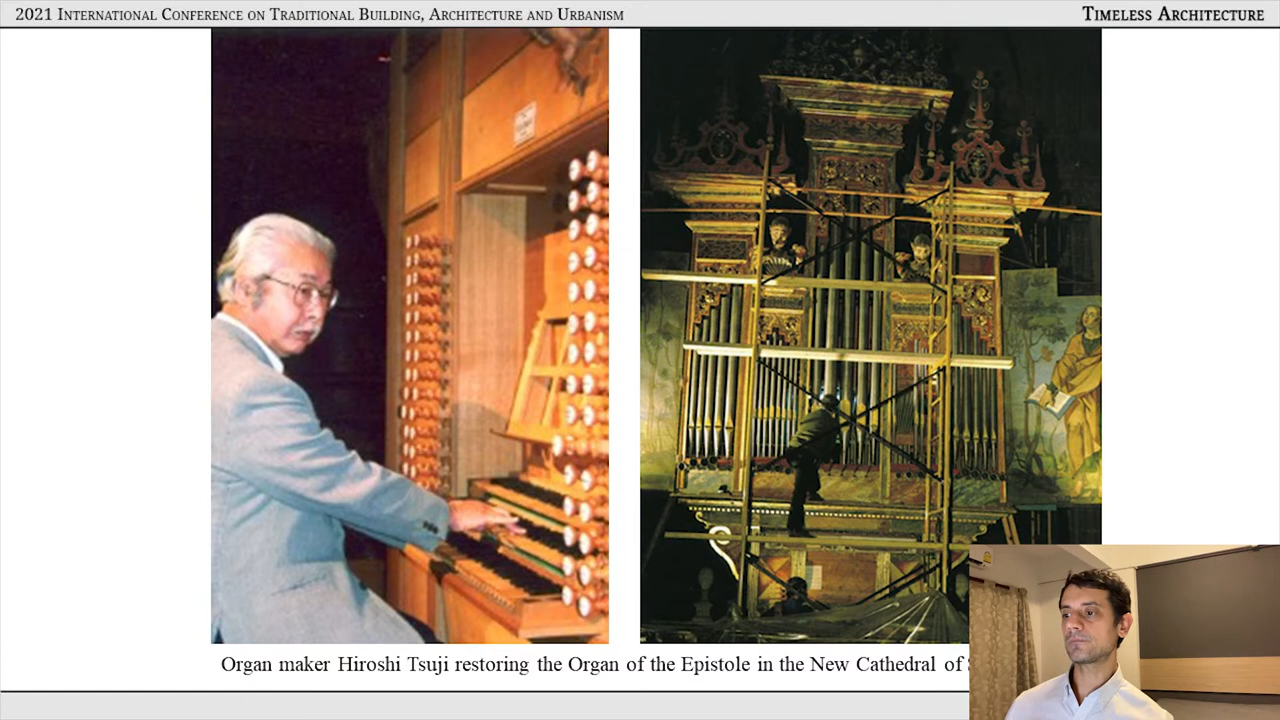 2021 International Conference on Traditional Building, Architecture and Urbanism
Timeless Architecture
Organ maker Hiroshi Tsuji restoring the Organ of the Epistole in the New Cathedral of